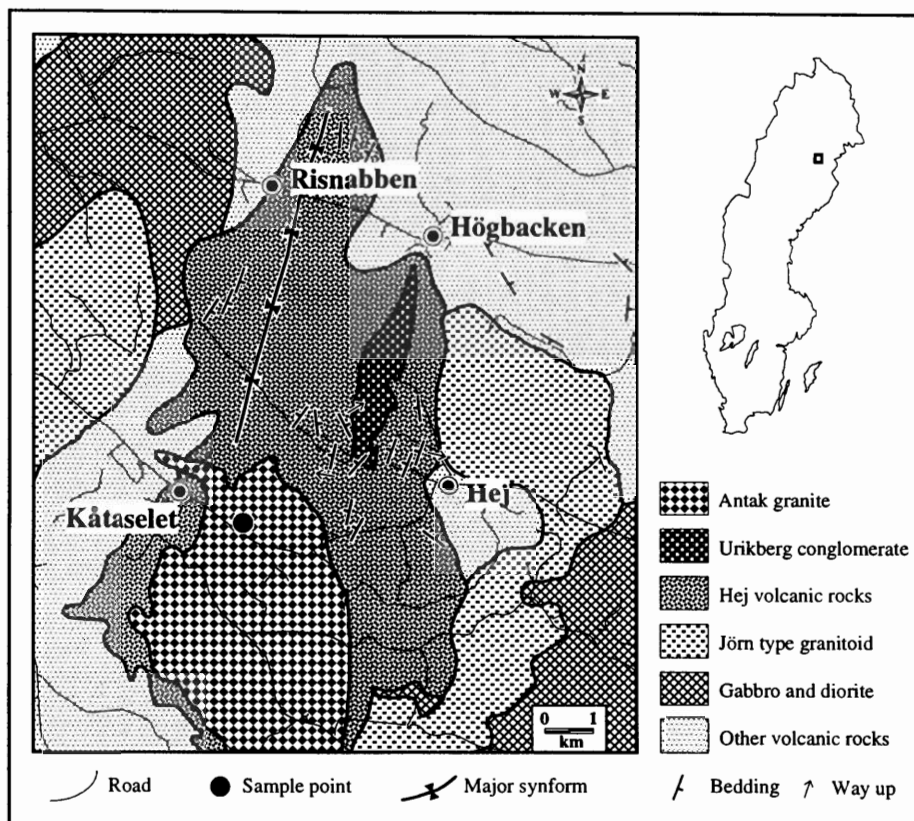 N
W E
S
Risnabben
Högbacken
Hej
Kåtaselet
0 1
km
Antak granite
Urikberg conglomerate
Hej volcanic rocks
Jörn type granitoid
Gabbro and diorite
Other volcanic rocks
Road
Sample point
Major synform
Bedding
Way up